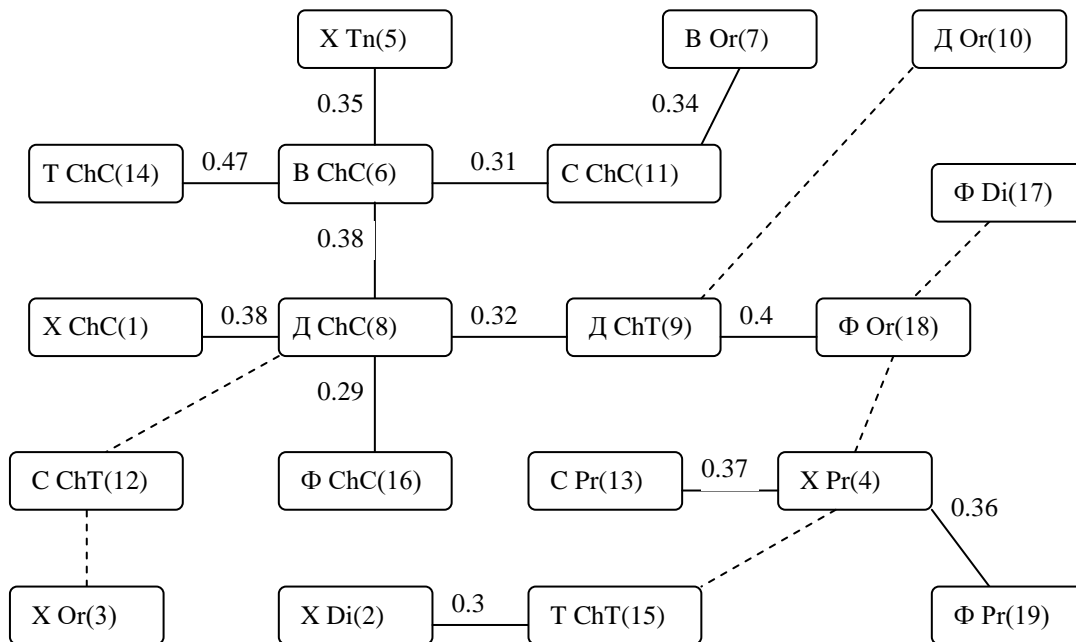 Х Tn(5)
В Or(7)
Д Or(10)
0.35
0.34
Т ChC(14)
0.47
В ChC(6)
0.31
С ChC(11)
Ф Di(17)
0.38
Х ChC(1)
0.38
Д ChC(8)
0.32
Д ChT(9)
0.4
Ф Or(18)
0.29
С ChT(12)
Ф ChC(16)
С Pr(13)
0.37
Х Pr(4)
0.36
Х Or(3)
Х Di(2)
0.3
Т ChT(15)
Ф Pr(19)